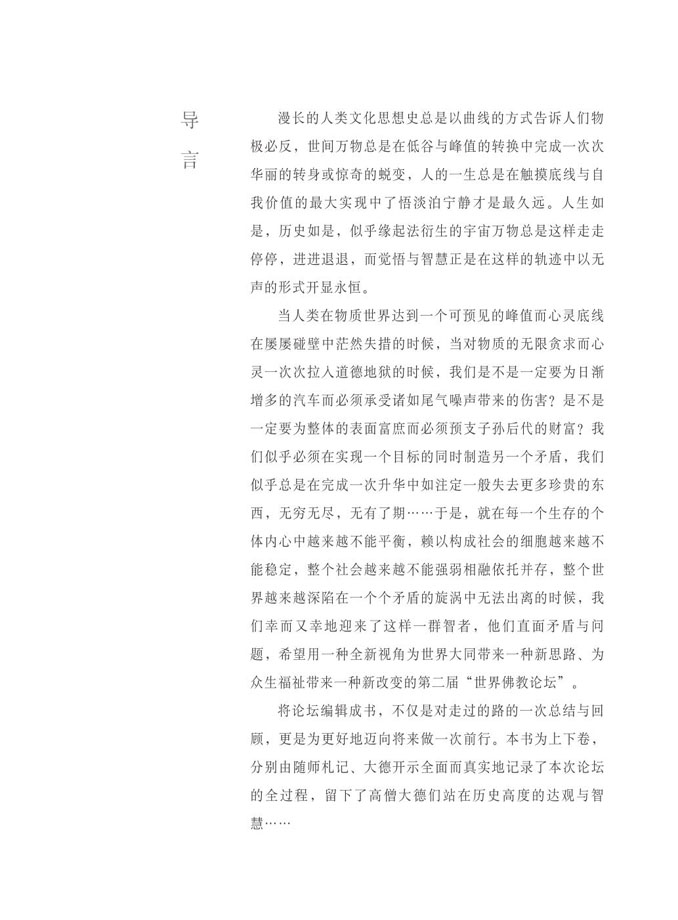 导
言
漫长的人类文化思想史总是以曲线的方式告诉人们物
极必反，世间万物总是在低谷与峰值的转换中完成一次次
华丽的转身或惊奇的蜕变，人的一生总是在触摸底线与自
我价值的最大实现中了悟淡泊宁静才是最久远。人生如
是，历史如是，似乎缘起法衍生的宇宙万物总是这样走走
停停，进进退退，而觉悟与智慧正是在这样的轨迹中以无
声的形式开显永恒。
当人类在物质世界达到一个可预见的峰值而心灵底线
在屡屡碰壁中茫然失措的时候，当对物质的无限贪求而心
灵一次次拉入道德地狱的时候，我们是不是一定要为日渐
增多的汽车而必须承受诸如尾气噪声带来的伤害？是不是
一定要为整体的表面富庶而必须预支子孙后代的财富？我
们似乎必须在实现一个目标的同时制造另一个矛盾，我们
似乎总是在完成一次升华中如注定一般失去更多珍贵的东
西，无穷无尽，无有了期……于是，就在每一个生存的个
体内心中越来越不能平衡，赖以构成社会的细胞越来越不
能稳定，整个社会越来越不能强弱相融依托并存，整个世
界越来越深陷在一个个矛盾的旋涡中无法出离的时候，我
们幸而又幸地迎来了这样一群智者，他们直面矛盾与问
题，希望用一种全新视角为世界大同带来一种新思路、为
众生福祉带来一种新改变的第二届“世界佛教论坛”。
将论坛编辑成书，不仅是对走过的路的一次总结与回
顾，更是为更好地迈向将来做一次前行。本书为上下卷，
分别由随师札记、大德开示全面而真实地记录了本次论坛
的全过程，留下了高僧大德们站在历史高度的达观与智
慧……